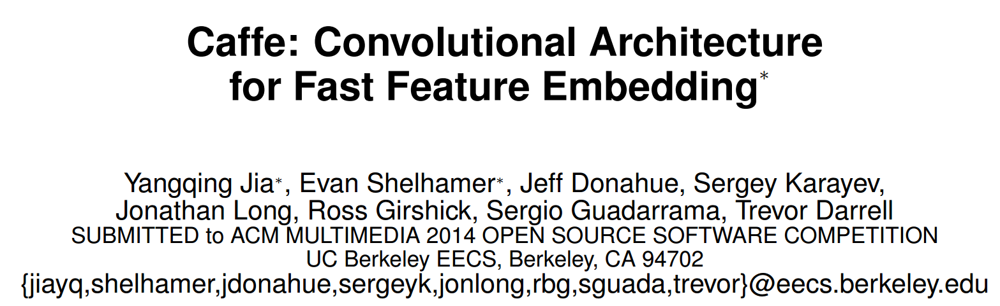 Caffe: Convolutional Architecture
for Fast Feature Embedding*
Yangqing Jia*, Evan Shelhamer*, Jeff Donahue, Sergey Karayev,
Jonathan Long, Ross Girshick, Sergio Guadarrama, Trevor Darrell
SUBMITTED to ACM MULTIMEDIA 2014 OPEN SOURCE SOFTWARE COMPETITION
UC Berkeley EECS, Berkeley, CA 94702
{jiayq,shelhamer,jdonahue,sergeyk,jonlong,rbg,sguada,trevor}@eecs.berkeley.edu